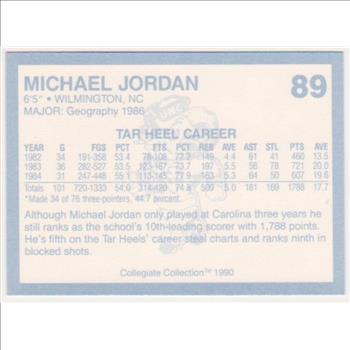 MICHAEL JORDAN 89
6'5" • WILMINGTON, NC
MAJOR: Geography 1986
TAR HEEL CAREER
YEAR G FGS PCT FTS PCT REB AVE AST STL PTS AVE
1982 34 191-358 53.4 78-108 72.2 149 4.4 61 41 460 13.5
1983 36 282-527 53.5 123-167 73.7 197 5.5 56 78 721 20.0
1984 31 247-448 55.1 113-145 77.9 163 5.3 64 50 607 19.6
Totals 101 720-1333 54.0 314-420 74.8 509 5.0 181 169 1788 17.7
*Made 34 of 76 three-pointers, 44.7 percent.
Although Michael Jordan only played at Carolina three years he
still ranks as the school's 10th-leading scorer with 1,788 points.
He's fifth on the Tar Heels' career steel charts and ranks ninth in
blocked shots.
Collegiate Collection™ 1990